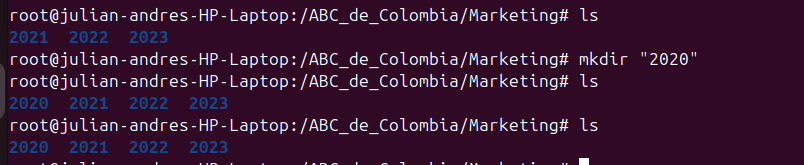 root@julian-andres-HP-Laptop:/ABC_de_Colombia/Marketing# ls
2021  2022  2023
root@julian-andres-HP-Laptop:/ABC_de_Colombia/Marketing# mkdir "2020"
root@julian-andres-HP-Laptop:/ABC_de_Colombia/Marketing# ls
2020  2021  2022  2023
root@julian-andres-HP-Laptop:/ABC_de_Colombia/Marketing# ls
2020  2021  2022  2023
root@julian-andres-HP-Laptop:/ABC_de_Colombia/Marketing#